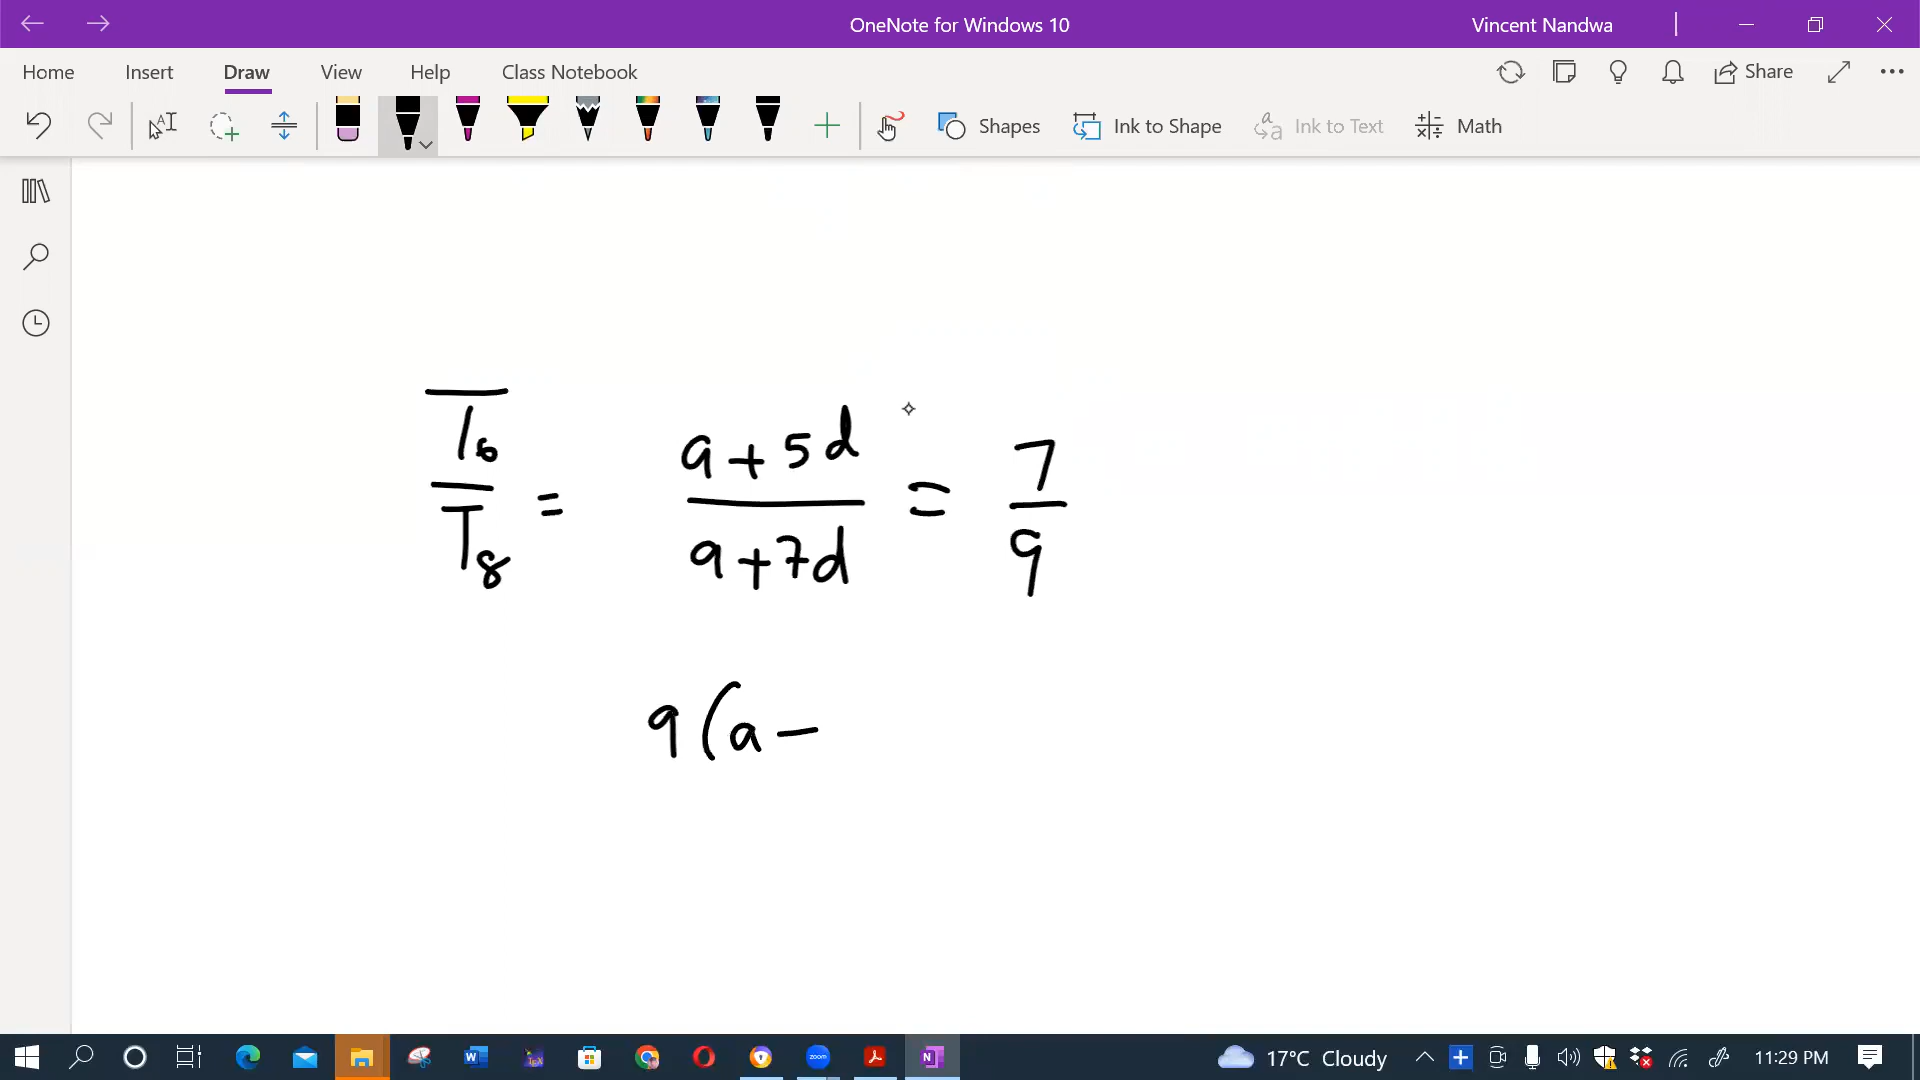 OneNote for Windows 10
Vincent Nandwa
Home Insert Draw View Help Class Notebook Share
Shapes Ink to Shape Ink to Text Math
T6/T8 = a+5d/a+7d = 7/9
9(a −
17°C Cloudy 11:29 PM